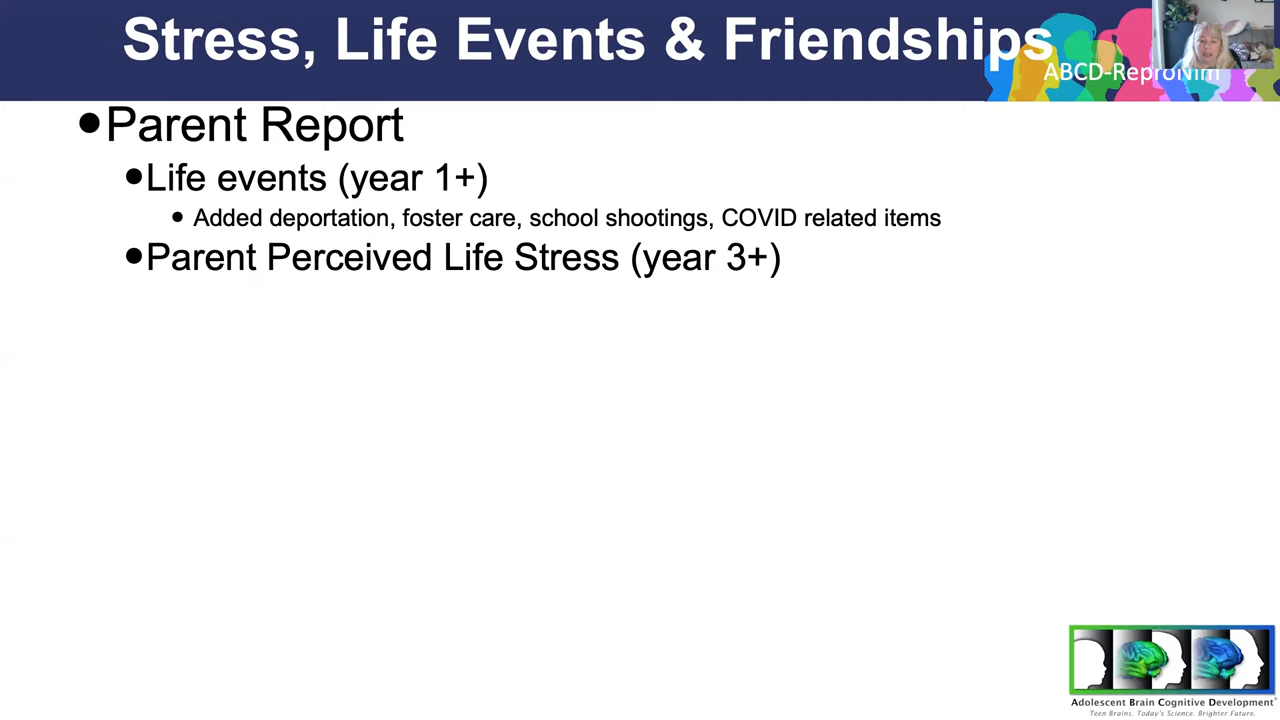 Stress, Life Events & Friendships
ABCD-ReproNim
●Parent Report
●Life events (year 1+)
● Added deportation, foster care, school shootings, COVID related items
●Parent Perceived Life Stress (year 3+)
Adolescent Brain Cognitive Development
Teen Brains. Today's Science. Brighter Future.